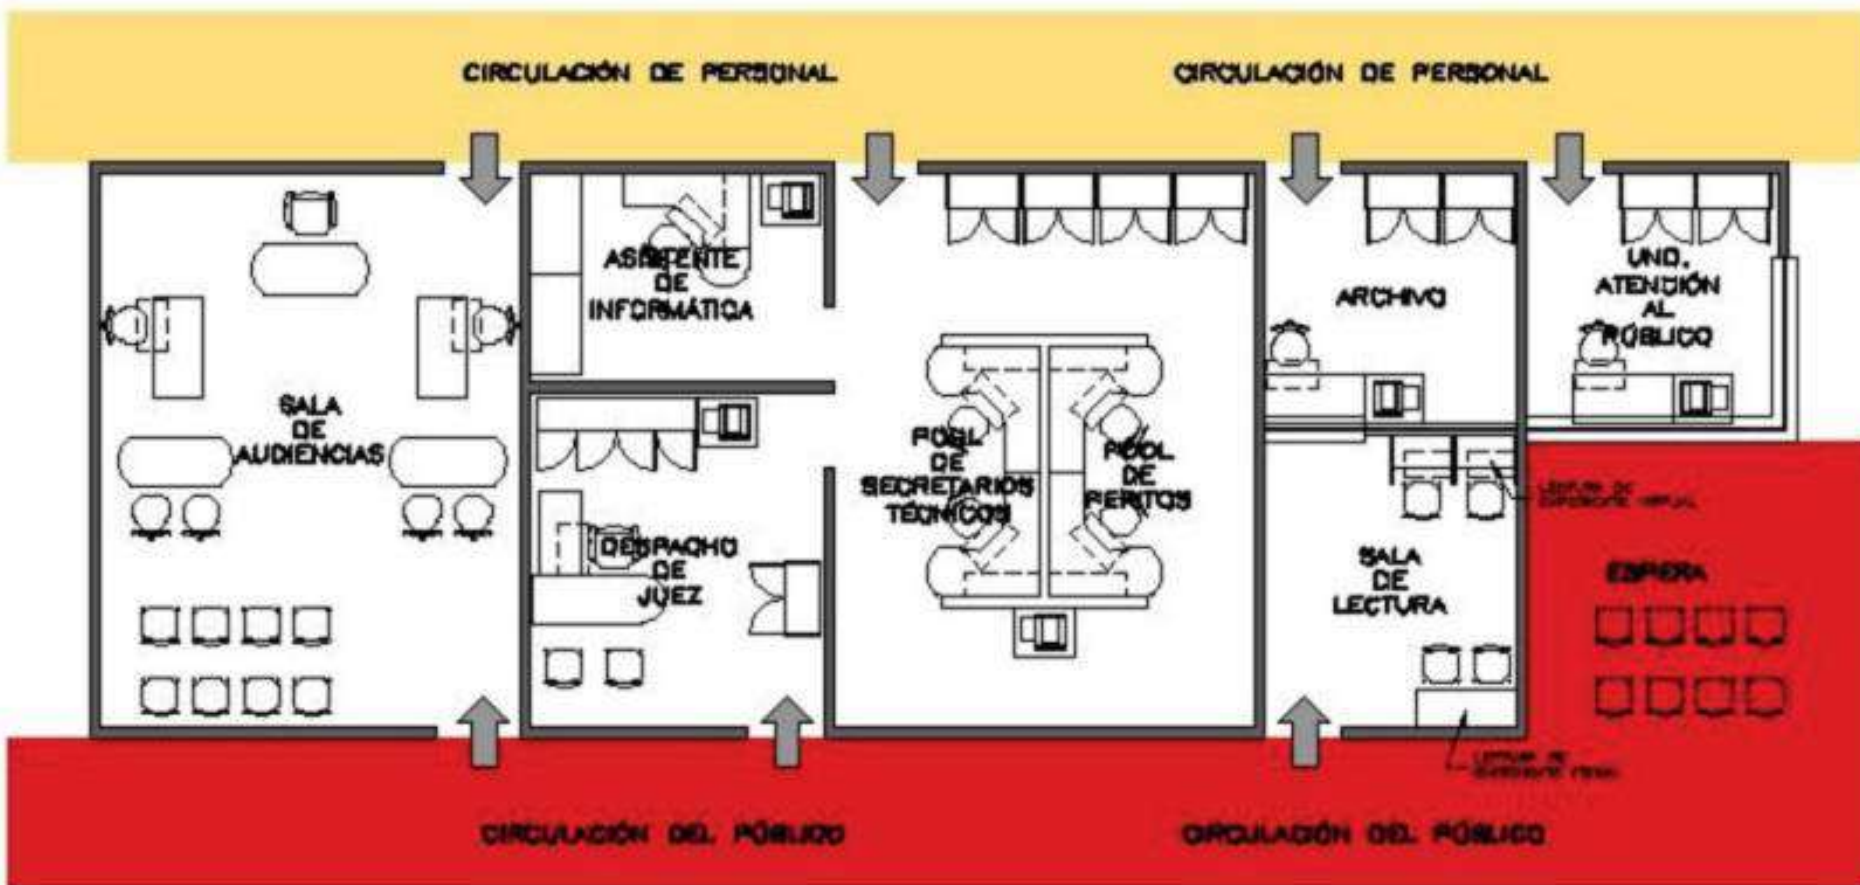 CIRCULACIÓN DE PERSONAL
CIRCULACIÓN DE PERSONAL
ASISTENTE
DE
INFORMÁTICA
ARCHIVO
UND.
ATENCIÓN
AL
PÚBLICO
SALA
DE
AUDIENCIAS
POOL
DE
SECRETARIOS
TÉCNICOS
POOL
DE
PERITOS
DESPACHO
DE
JUEZ
SALA
DE
LECTURA
ESPERA
CIRCULACIÓN DEL PÚBLICO
CIRCULACIÓN DEL PÚBLICO